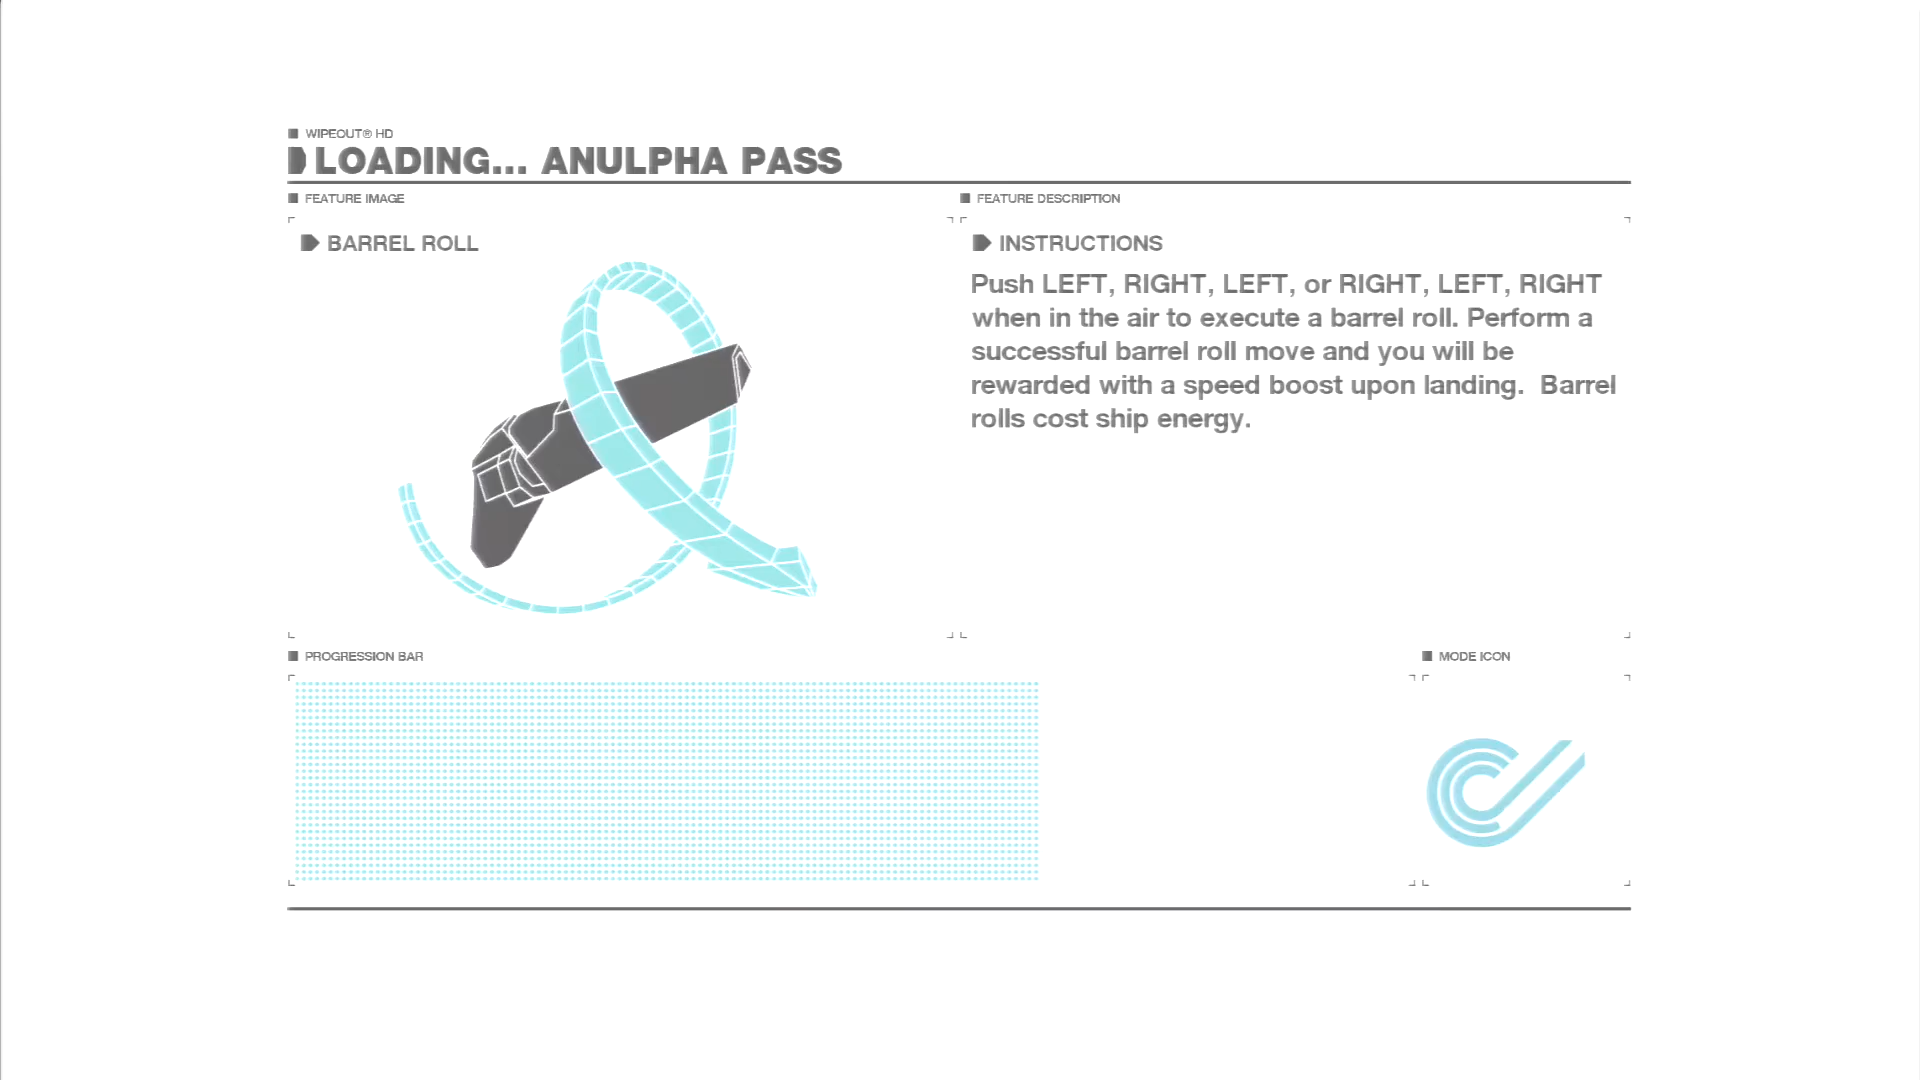 WIPEOUT® HD
LOADING... ANULPHA PASS
FEATURE IMAGE
FEATURE DESCRIPTION
BARREL ROLL
INSTRUCTIONS
Push LEFT, RIGHT, LEFT, or RIGHT, LEFT, RIGHT
when in the air to execute a barrel roll. Perform a
successful barrel roll move and you will be
rewarded with a speed boost upon landing.  Barrel
rolls cost ship energy.
PROGRESSION BAR
MODE ICON